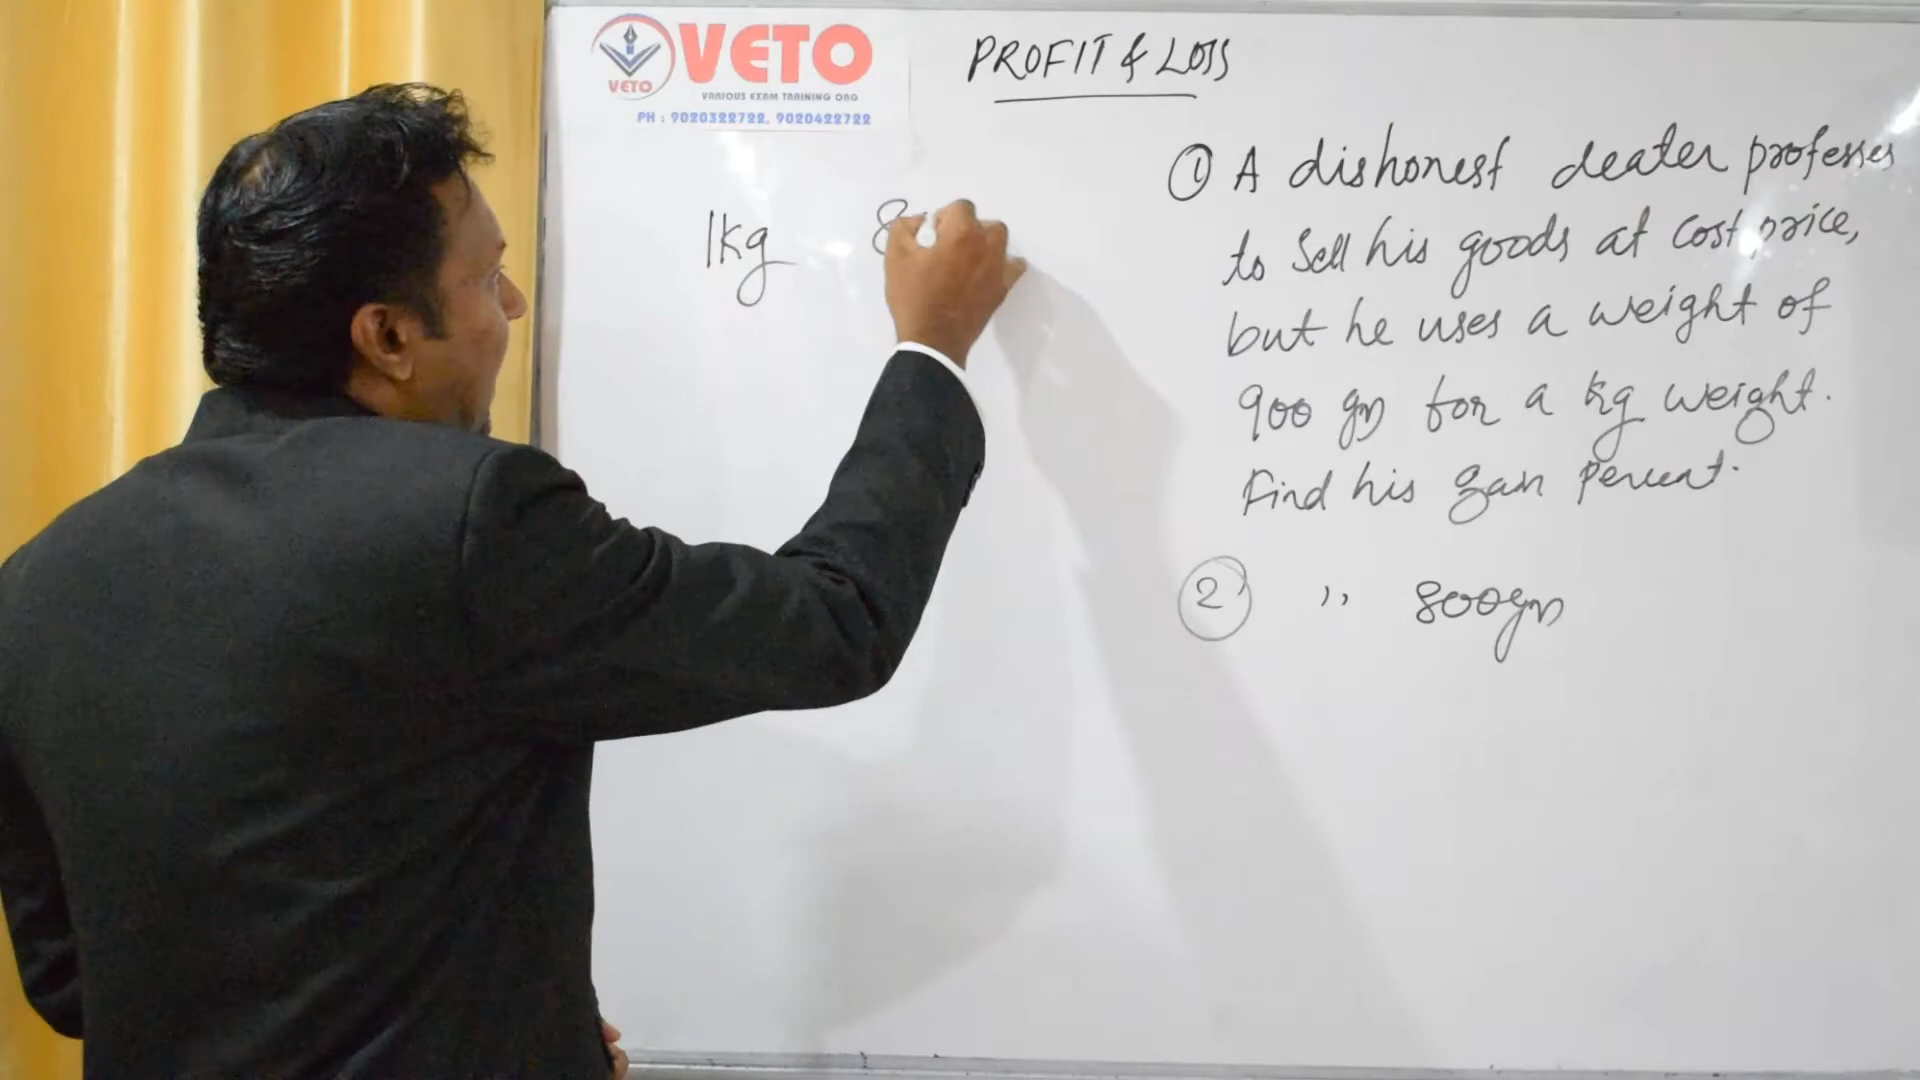 VETO
VETO
VARIOUS EXAM TRAINING ORG
PH : 9020322722, 9020422722
PROFIT & LOSS
1kg 8
① A dishonest dealer professes
to Sell his goods at cost price,
but he uses a weight of
900 gm for a kg weight.
Find his gain percent.
② ,, 800gm